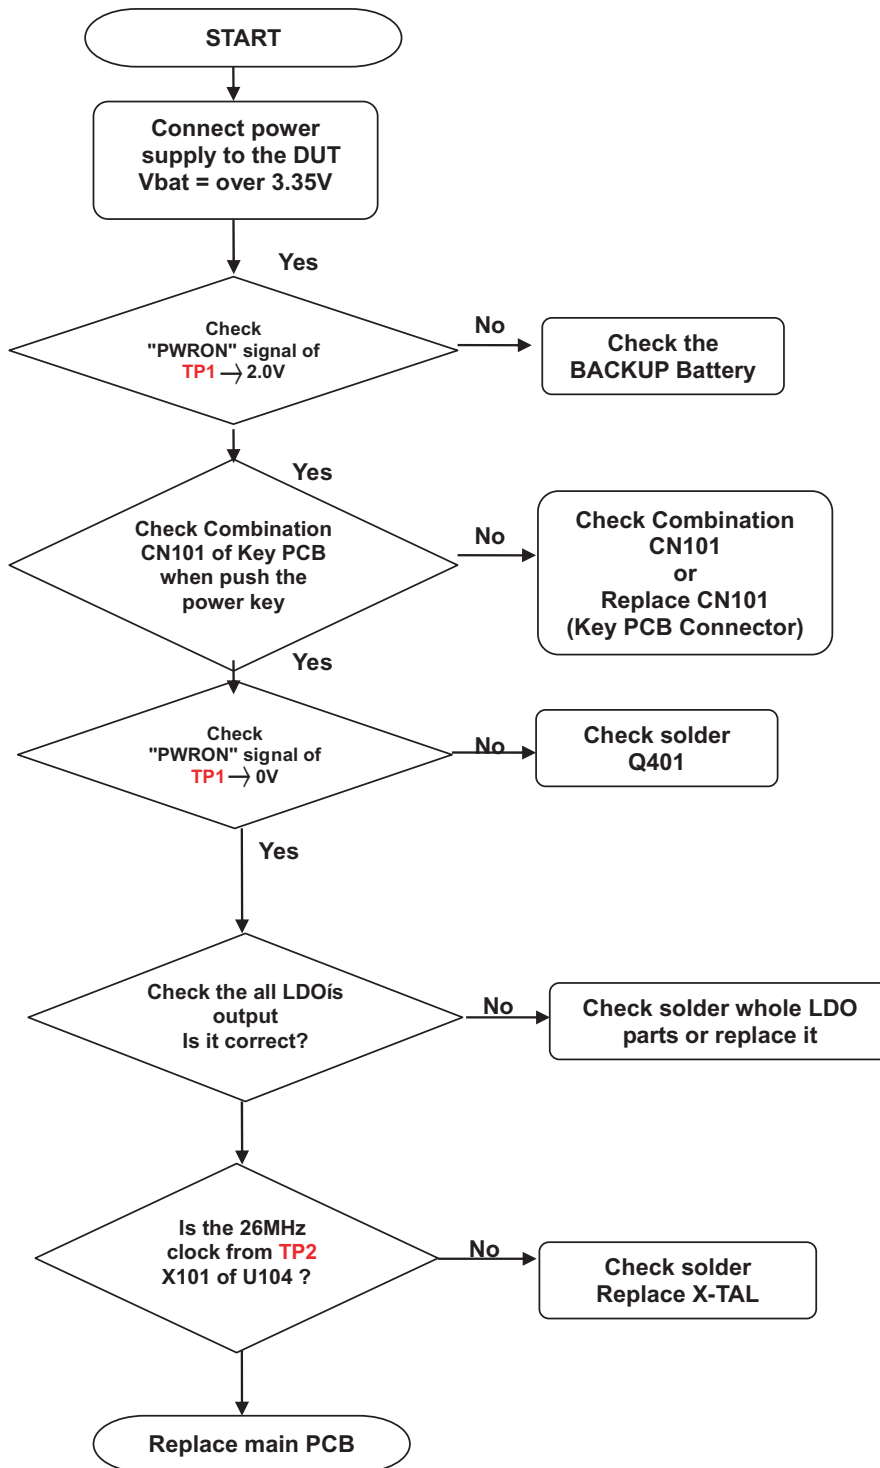 START
Connect power
supply to the DUT
Vbat = over 3.35V
Yes
Check
"PWRON" signal of
TP1 → 2.0V
No
Check the
BACKUP Battery
Yes
Check Combination
CN101 of Key PCB
when push the
power key
No
Check Combination
CN101
or
Replace CN101
(Key PCB Connector)
Yes
Check
"PWRON" signal of
TP1 → 0V
No
Check solder
Q401
Yes
Check the all LDOís
output
Is it correct?
No
Check solder whole LDO
parts or replace it
Is the 26MHz
clock from TP2
X101 of U104 ?
No
Check solder
Replace X-TAL
Replace main PCB